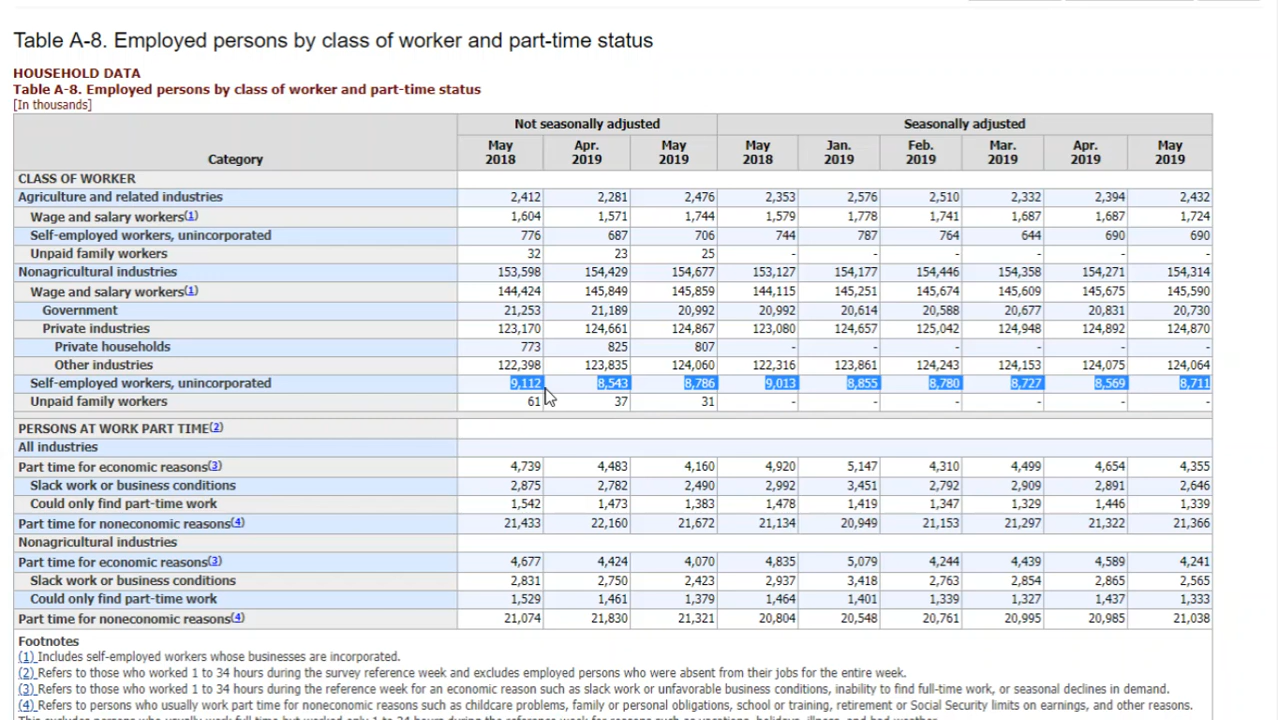 Table A-8. Employed persons by class of worker and part-time status
HOUSEHOLD DATA
Table A-8. Employed persons by class of worker and part-time status
[In thousands]
Category Not seasonally adjusted Seasonally adjusted
May 2018 Apr. 2019 May 2019 May 2018 Jan. 2019 Feb. 2019 Mar. 2019 Apr. 2019 May 2019
CLASS OF WORKER
Agriculture and related industries 2,412 2,281 2,476 2,353 2,576 2,510 2,332 2,394 2,432
Wage and salary workers(1) 1,604 1,571 1,744 1,579 1,778 1,741 1,687 1,687 1,724
Self-employed workers, unincorporated 776 687 706 744 787 764 644 690 690
Unpaid family workers 32 23 25 - - - - - -
Nonagricultural industries 153,598 154,429 154,677 153,127 154,177 154,446 154,358 154,271 154,314
Wage and salary workers(1) 144,424 145,849 145,859 144,115 145,251 145,674 145,609 145,675 145,590
Government 21,253 21,189 20,992 20,992 20,614 20,588 20,677 20,831 20,730
Private industries 123,170 124,661 124,867 123,080 124,657 125,042 124,948 124,892 124,870
Private households 773 825 807 - - - - - -
Other industries 122,398 123,835 124,060 122,316 123,861 124,243 124,153 124,075 124,064
Self-employed workers, unincorporated 9,112 8,543 8,786 9,013 8,855 8,780 8,727 8,569 8,711
Unpaid family workers 61 37 31 - - - - - -
PERSONS AT WORK PART TIME(2)
All industries
Part time for economic reasons(3) 4,739 4,483 4,160 4,920 5,147 4,310 4,499 4,654 4,355
Slack work or business conditions 2,875 2,782 2,490 2,992 3,451 2,792 2,909 2,891 2,646
Could only find part-time work 1,542 1,473 1,383 1,478 1,419 1,347 1,329 1,446 1,339
Part time for noneconomic reasons(4) 21,433 22,160 21,672 21,134 20,949 21,153 21,297 21,322 21,366
Nonagricultural industries
Part time for economic reasons(3) 4,677 4,424 4,070 4,835 5,079 4,244 4,439 4,589 4,241
Slack work or business conditions 2,831 2,750 2,423 2,937 3,418 2,763 2,854 2,865 2,565
Could only find part-time work 1,529 1,461 1,379 1,464 1,401 1,339 1,327 1,437 1,333
Part time for noneconomic reasons(4) 21,074 21,830 21,321 20,804 20,548 20,761 20,995 20,985 21,038
Footnotes
(1) Includes self-employed workers whose businesses are incorporated.
(2) Refers to those who worked 1 to 34 hours during the survey reference week and excludes employed persons who were absent from their jobs for the entire week.
(3) Refers to those who worked 1 to 34 hours during the reference week for an economic reason such as slack work or unfavorable business conditions, inability to find full-time work, or seasonal declines in demand.
(4) Refers to persons who usually work part time for noneconomic reasons such as childcare problems, family or personal obligations, school or training, retirement or Social Security limits on earnings, and other reasons.